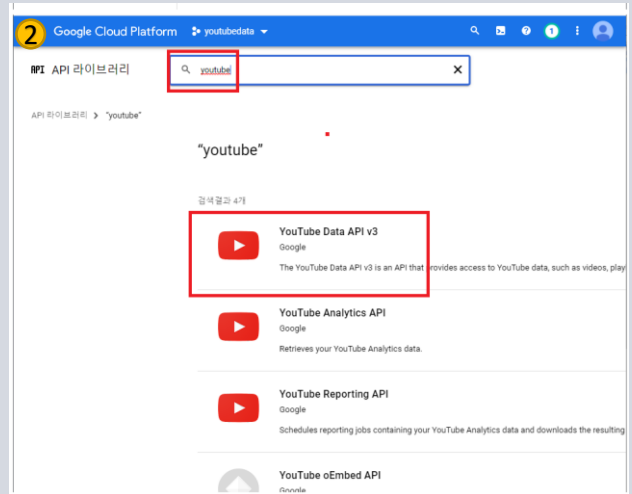 2 Google Cloud Platform youtubedata 1
API API 라이브러리 youtube
API 라이브러리 > "youtube"
"youtube"
검색결과 4개
YouTube Data API v3
Google
The YouTube Data API v3 is an API that provides access to YouTube data, such as videos, play
YouTube Analytics API
Google
Retrieves your YouTube Analytics data.
YouTube Reporting API
Google
Schedules reporting jobs containing your YouTube Analytics data and downloads the resulting
YouTube oEmbed API
Google